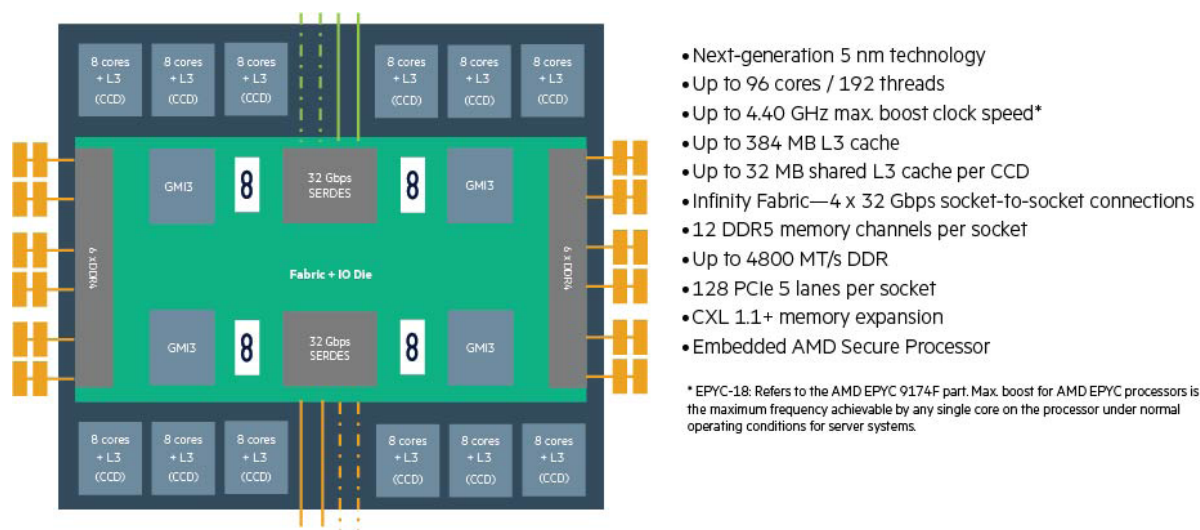 8 cores
+ L3
(CCD)
8 cores
+ L3
(CCD)
8 cores
+ L3
(CCD)
8 cores
+ L3
(CCD)
8 cores
+ L3
(CCD)
8 cores
+ L3
(CCD)
6 x DDR4
GMI3
8
32 Gbps
SERDES
8
GMI3
6 x DDR4
Fabric + IO Die
GMI3
8
32 Gbps
SERDES
8
GMI3
8 cores
+ L3
(CCD)
8 cores
+ L3
(CCD)
8 cores
+ L3
(CCD)
8 cores
+ L3
(CCD)
8 cores
+ L3
(CCD)
8 cores
+ L3
(CCD)
• Next-generation 5 nm technology
• Up to 96 cores / 192 threads
• Up to 4.40 GHz max. boost clock speed*
• Up to 384 MB L3 cache
• Up to 32 MB shared L3 cache per CCD
• Infinity Fabric—4 x 32 Gbps socket-to-socket connections
• 12 DDR5 memory channels per socket
• Up to 4800 MT/s DDR
• 128 PCIe 5 lanes per socket
• CXL 1.1+ memory expansion
• Embedded AMD Secure Processor
* EPYC-18: Refers to the AMD EPYC 9174F part. Max. boost for AMD EPYC processors is
the maximum frequency achievable by any single core on the processor under normal
operating conditions for server systems.